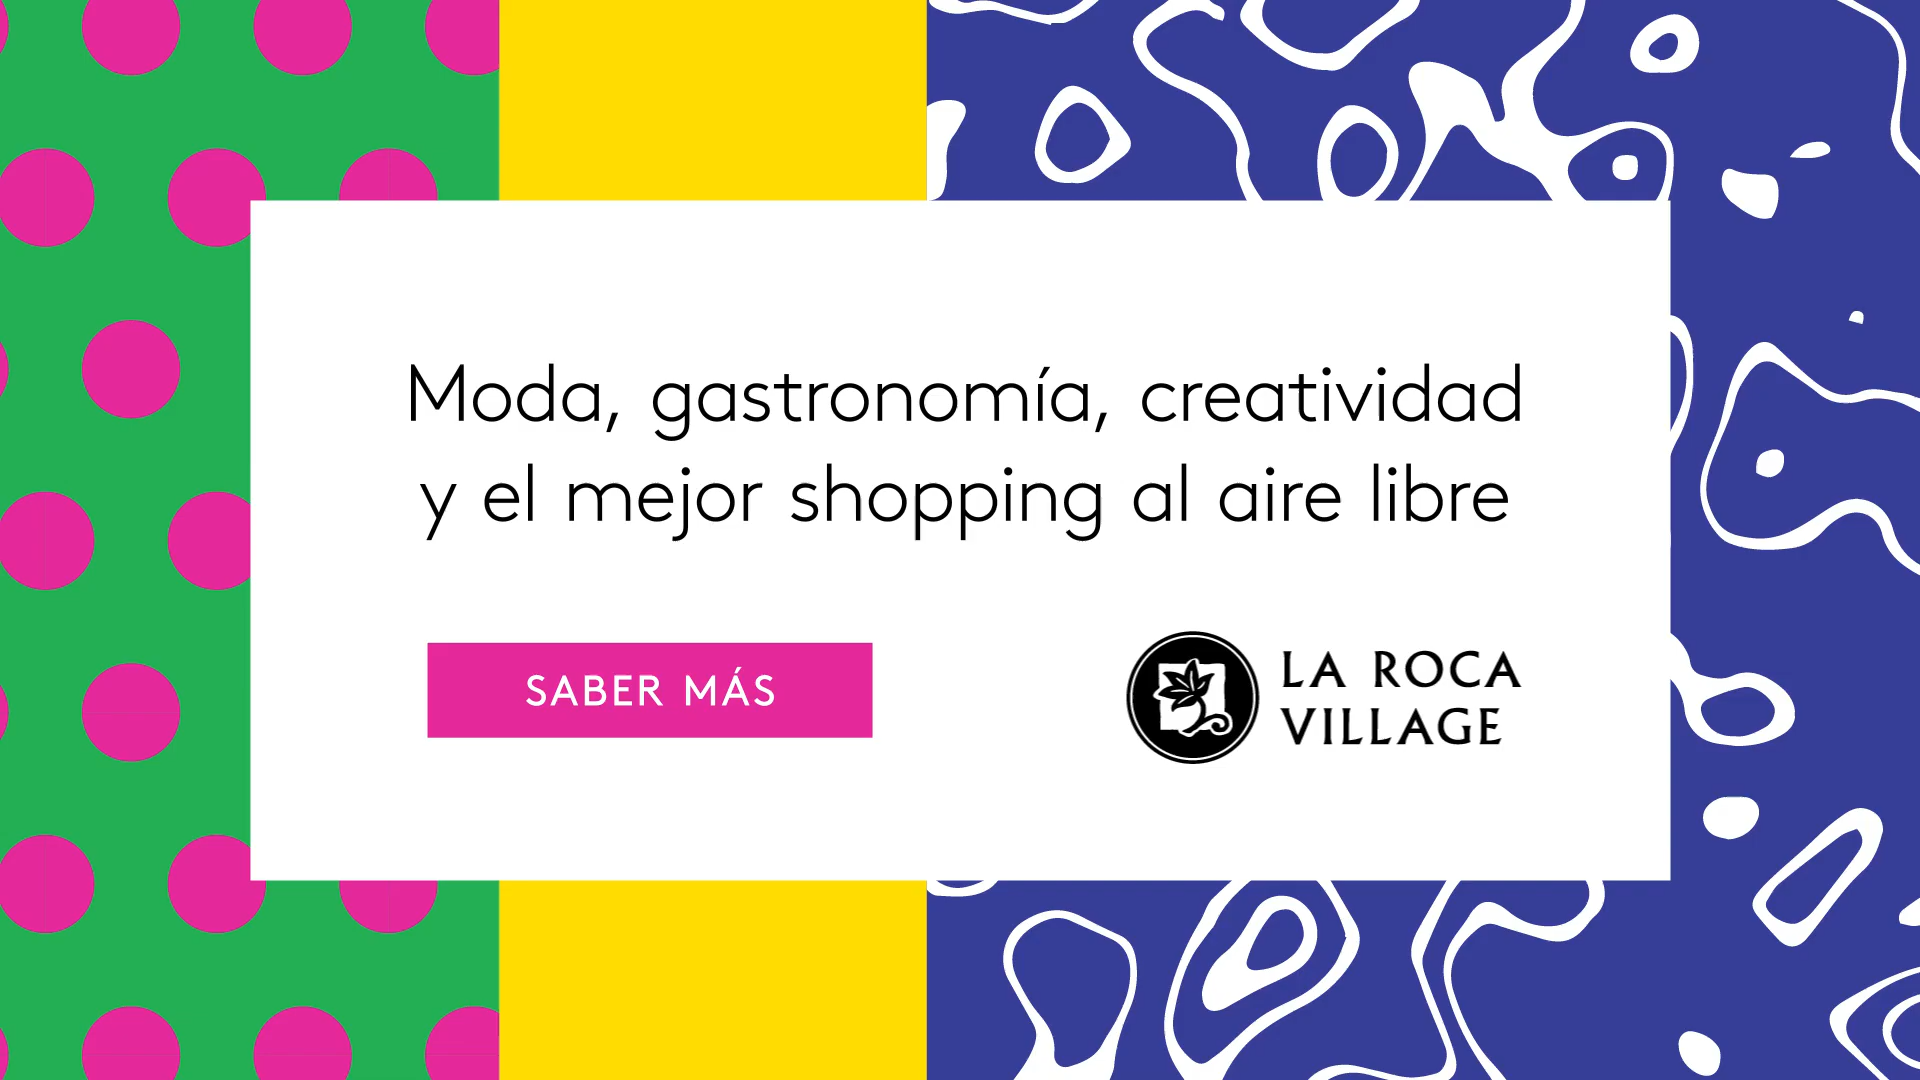 Moda, gastronomía, creatividad
y el mejor shopping al aire libre
SABER MÁS
LA ROCA
VILLAGE